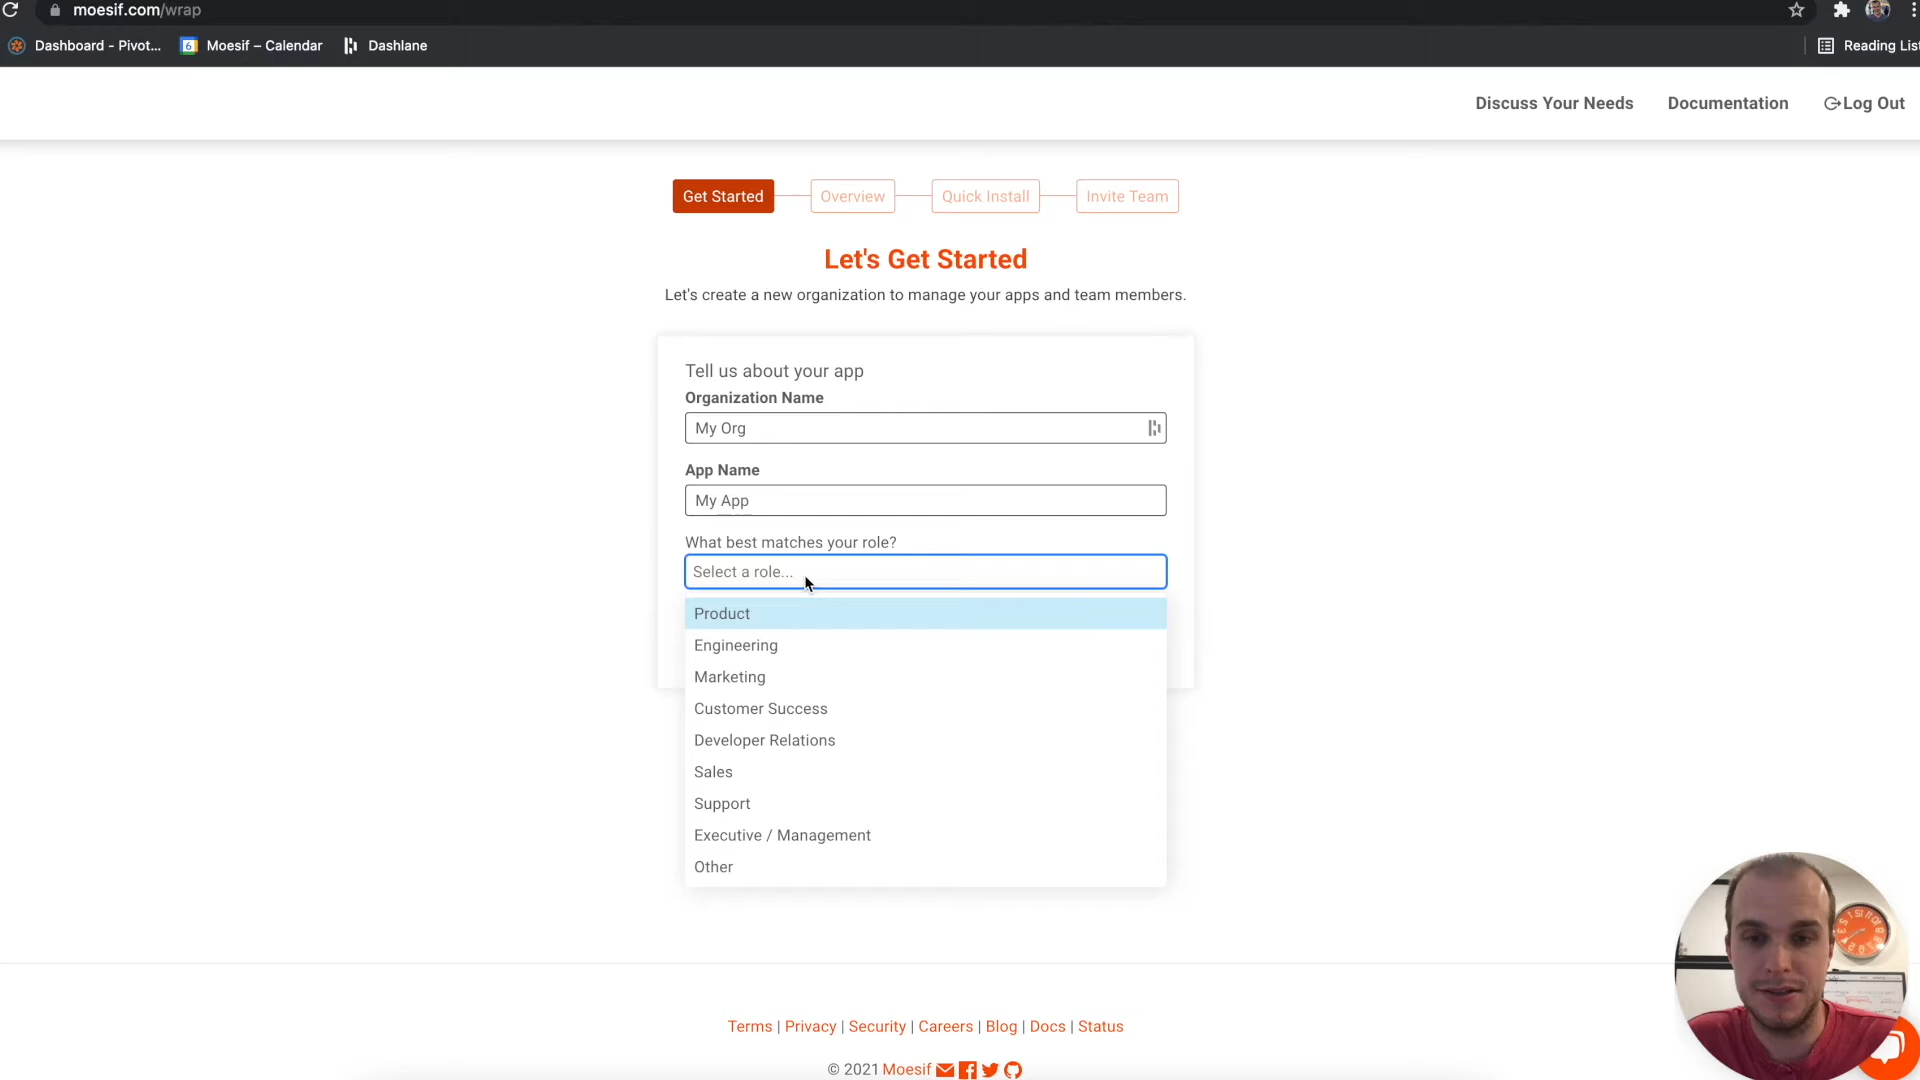 moesif.com/wrap
Dashboard - Pivot... 6 Moesif – Calendar Dashlane Reading List
Discuss Your Needs Documentation Log Out
Get Started Overview Quick Install Invite Team
Let's Get Started
Let's create a new organization to manage your apps and team members.
Tell us about your app
Organization Name
My Org
App Name
My App
What best matches your role?
Select a role...
Product
Engineering
Marketing
Customer Success
Developer Relations
Sales
Support
Executive / Management
Other
Terms | Privacy | Security | Careers | Blog | Docs | Status
© 2021 Moesif